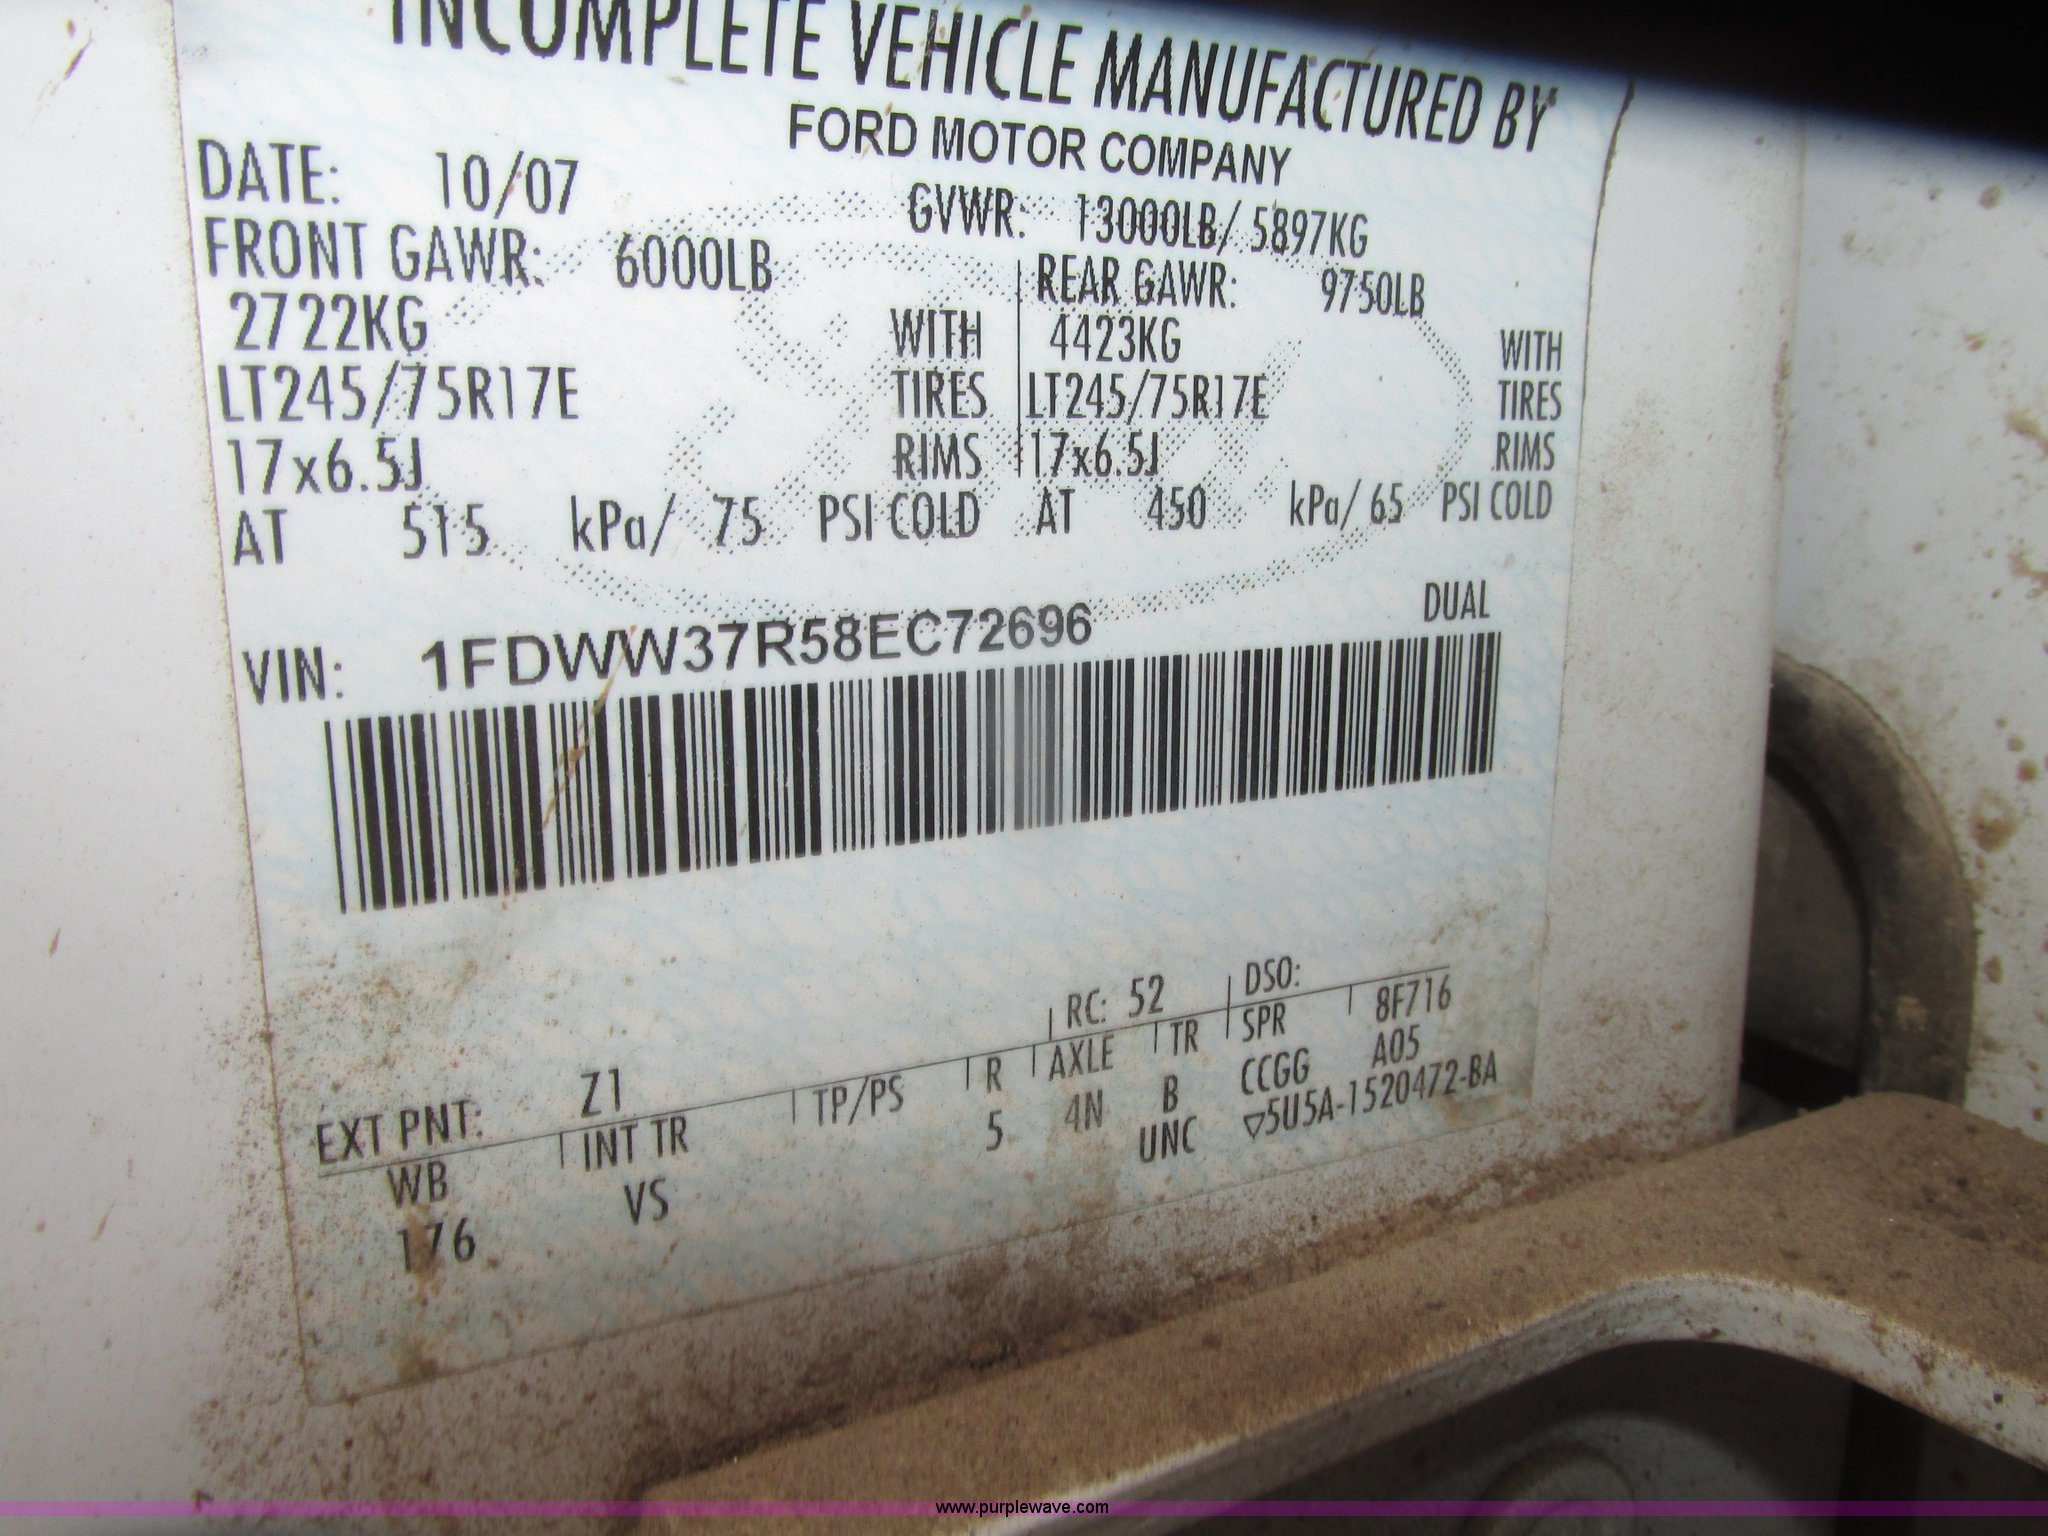 INCOMPLETE VEHICLE MANUFACTURED BY
FORD MOTOR COMPANY
DATE: 10/07 GVWR: 13000LB/ 5897KG
FRONT GAWR: 6000LB REAR GAWR: 9750LB
2722KG WITH 4423KG WITH
LT245/75R17E TIRES LT245/75R17E TIRES
17x6.5J RIMS 17x6.5J RIMS
AT 515 kPa/ 75 PSI COLD AT 450 kPa/ 65 PSI COLD
VIN: 1FDWW37R58EC72696 DUAL
EXT PNT: Z1 RC: 52 DSO:
WB INT TR TP/PS R AXLE TR SPR 8F716
176 VS 5 4N B CCGG A05
UNC ▽5U5A-1520472-BA
www.purplewave.com